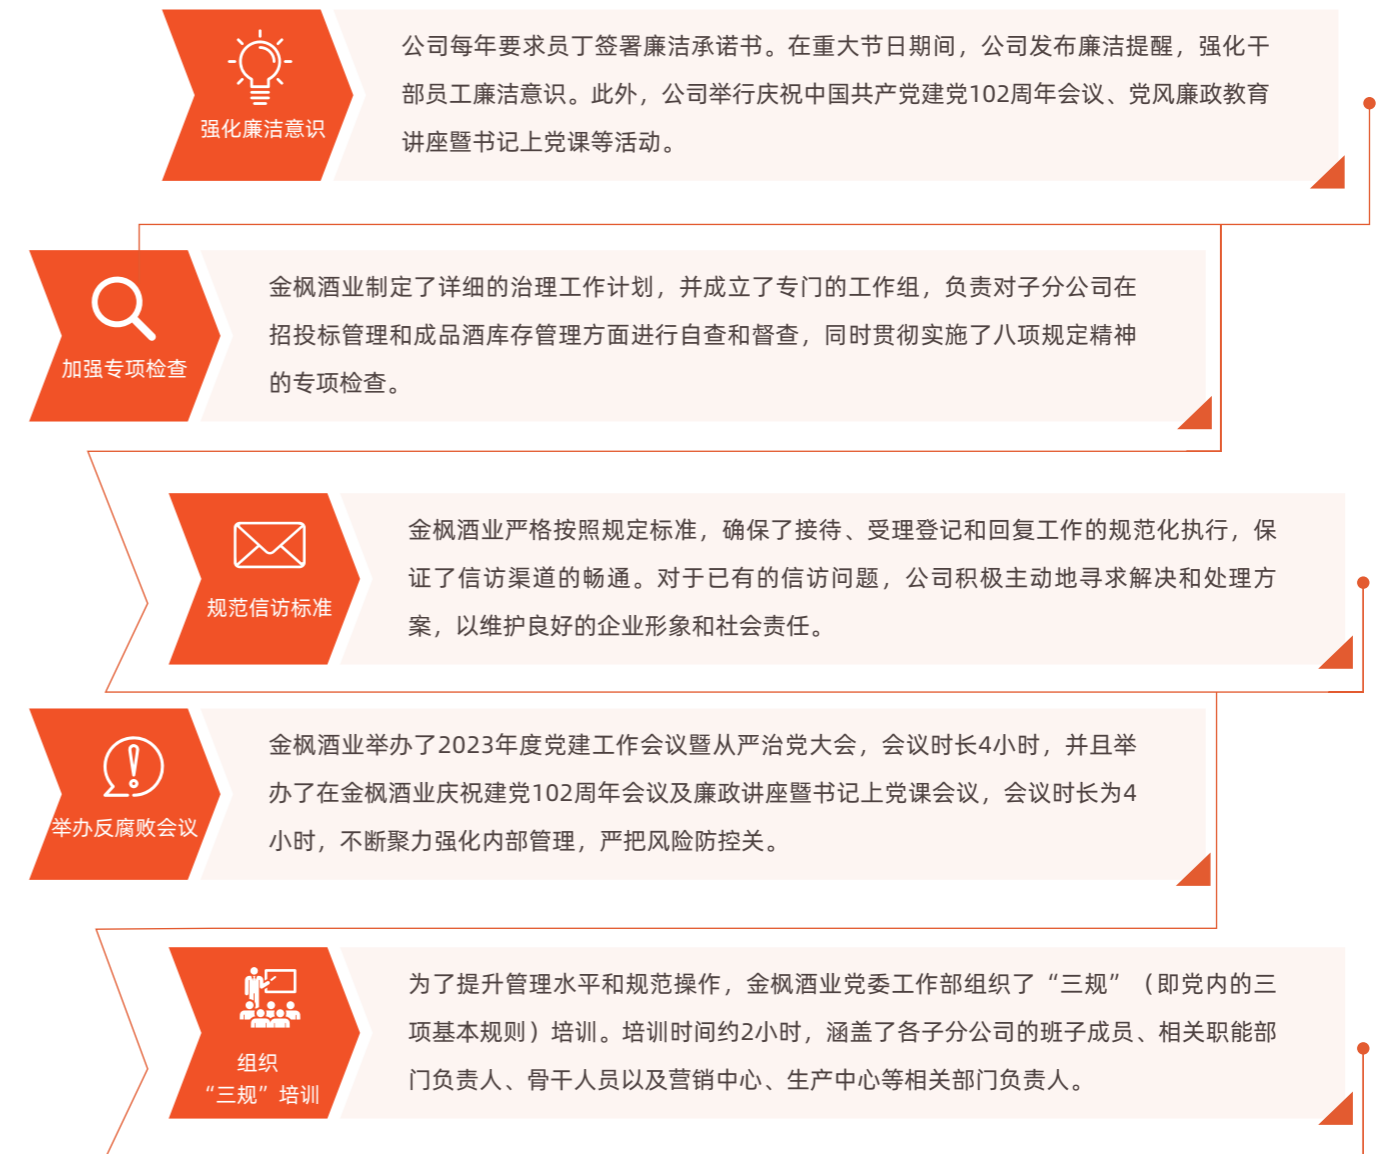 强化廉洁意识
公司每年要求员丁签署廉洁承诺书。在重大节日期间，公司发布廉洁提醒，强化干
部员工廉洁意识。此外，公司举行庆祝中国共产党建党102周年会议、党风廉政教育
讲座暨书记上党课等活动。
加强专项检查
金枫酒业制定了详细的治理工作计划，并成立了专门的工作组，负责对子分公司在
招投标管理和成品酒库存管理方面进行自查和督查，同时贯彻实施了八项规定精神
的专项检查。
规范信访标准
金枫酒业严格按照规定标准，确保了接待、受理登记和回复工作的规范化执行，保
证了信访渠道的畅通。对于已有的信访问题，公司积极主动地寻求解决和处理方
案，以维护良好的企业形象和社会责任。
举办反腐败会议
金枫酒业举办了2023年度党建工作会议暨从严治党大会，会议时长4小时，并且举
办了在金枫酒业庆祝建党102周年会议及廉政讲座暨书记上党课会议，会议时长为4
小时，不断聚力强化内部管理，严把风险防控关。
组织
“三规”培训
为了提升管理水平和规范操作，金枫酒业党委工作部组织了“三规”（即党内的三
项基本规则）培训。培训时间约2小时，涵盖了各子分公司的班子成员、相关职能部
门负责人、骨干人员以及营销中心、生产中心等相关部门负责人。